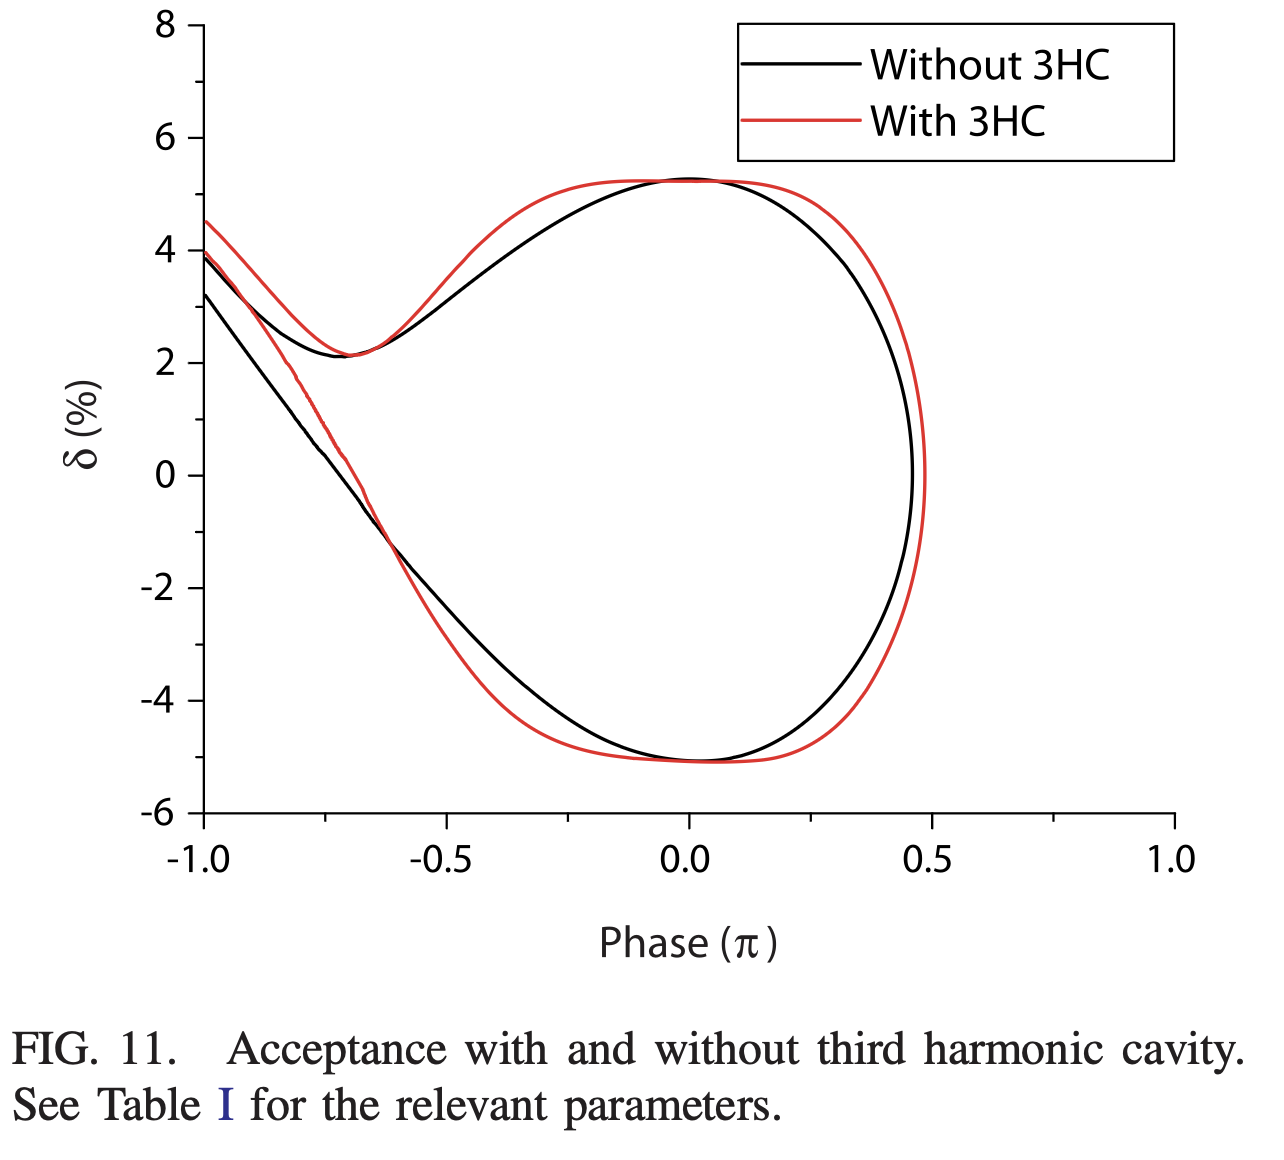 8
6
4
2
0
-2
-4
-6
δ (%)
Without 3HC
With 3HC
-1.0 -0.5 0.0 0.5 1.0
Phase (π)
FIG. 11. Acceptance with and without third harmonic cavity.
See Table I for the relevant parameters.